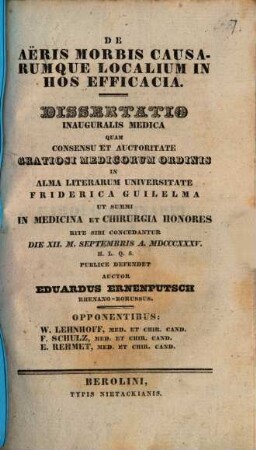 7.
DE
AËRIS MORBIS CAUSA-
RUMQUE LOCALIUM IN
HOS EFFICACIA.
DISSERTATIO
INAUGURALIS MEDICA
QUAM
CONSENSU ET AUCTORITATE
GRATIOSI MEDICORUM ORDINIS
IN
ALMA LITERARUM UNIVERSITATE
FRIDERICA GUILELMA
UT SUMMI
IN MEDICINA ET CHIRURGIA HONORES
RITE SIBI CONCEDANTUR
DIE XII. M. SEPTEMBRIS A. MDCCCXXXV.
H. L. Q. S.
PUBLICE DEFENDET
AUCTOR
EDUARDUS ERNENPUTSCH
RHENANO-BORUSSUS.
OPPONENTIBUS:
W. LEHNHOFF, MED. ET CHIR. CAND.
F. SCHULZ, MED. ET CHIR. CAND.
E. REHMET, MED. ET CHIR. CAND.
BEROLINI,
TYPIS NIETACKIANIS.